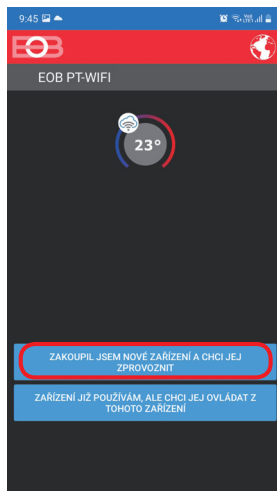 9:45
EOB
EOB PT-WIFI
23°
ZAKOUPIL JSEM NOVÉ ZAŘÍZENÍ A CHCI JEJ
ZPROVOZNIT
ZAŘÍZENÍ JIŽ POUŽÍVÁM, ALE CHCI JEJ OVLÁDAT Z
TOHOTO ZAŘÍZENÍ